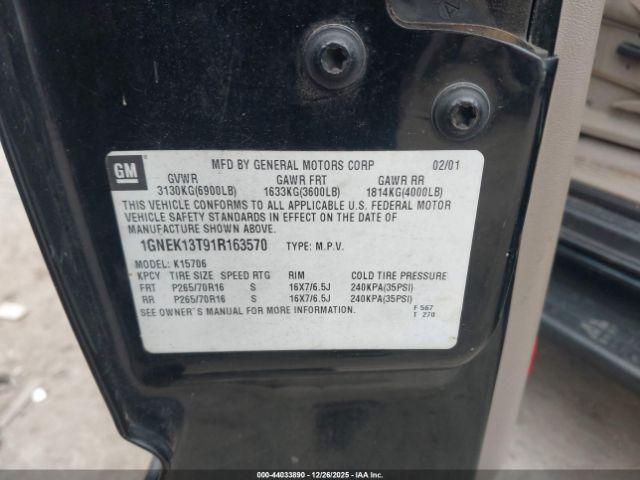 GM
MFD BY GENERAL MOTORS CORP 02/01
GVWR GAWR FRT GAWR RR
3130KG(6900LB) 1633KG(3600LB) 1814KG(4000LB)
THIS VEHICLE CONFORMS TO ALL APPLICABLE U.S. FEDERAL MOTOR
VEHICLE SAFETY STANDARDS IN EFFECT ON THE DATE OF
MANUFACTURE SHOWN ABOVE.
1GNEK13T91R163570 TYPE: M.P.V.
MODEL: K15706
KPCY TIRE SIZE SPEED RTG RIM COLD TIRE PRESSURE
FRT P265/70R16 S 16X7/6.5J 240KPA(35PSI)
RR P265/70R16 S 16X7/6.5J 240KPA(35PSI)
SEE OWNER'S MANUAL FOR MORE INFORMATION.
F 567
T 270
000-44033890 - 12/26/2025 - IAA Inc.